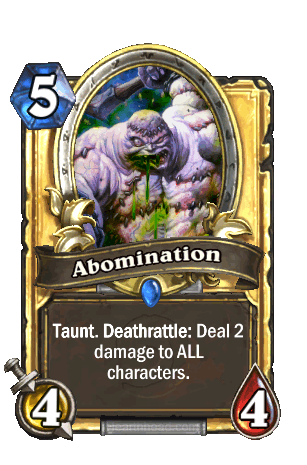 5
Abomination
Taunt. Deathrattle: Deal 2
damage to ALL
characters.
4
4